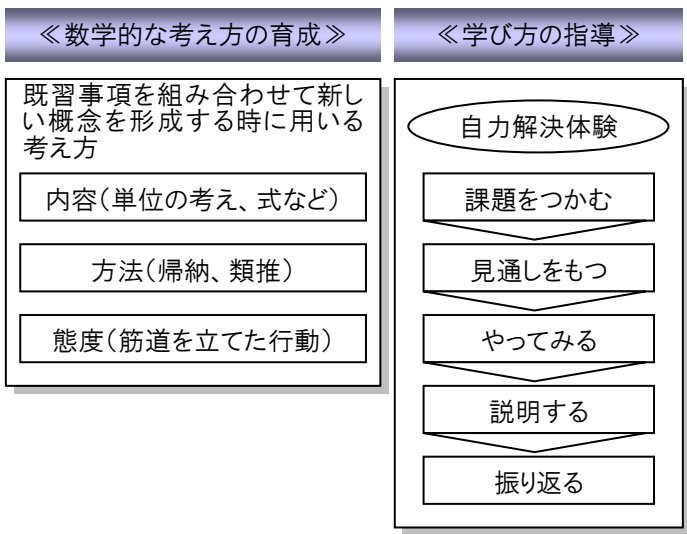 ≪数学的な考え方の育成≫
既習事項を組み合わせて新し
い概念を形成する時に用いる
考え方
内容(単位の考え、式など)
方法(帰納、類推)
態度(筋道を立てた行動)
≪学び方の指導≫
自力解決体験
課題をつかむ
見通しをもつ
やってみる
説明する
振り返る